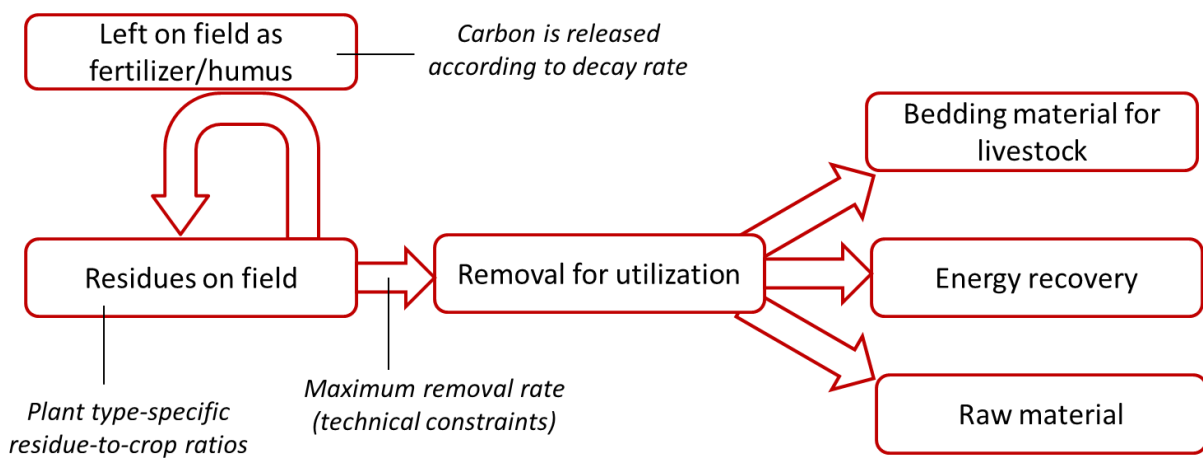 Left on field as
fertilizer/humus
Carbon is released
according to decay rate
Bedding material for
livestock
Residues on field
Removal for utilization
Energy recovery
Maximum removal rate
(technical constraints)
Plant type-specific
residue-to-crop ratios
Raw material